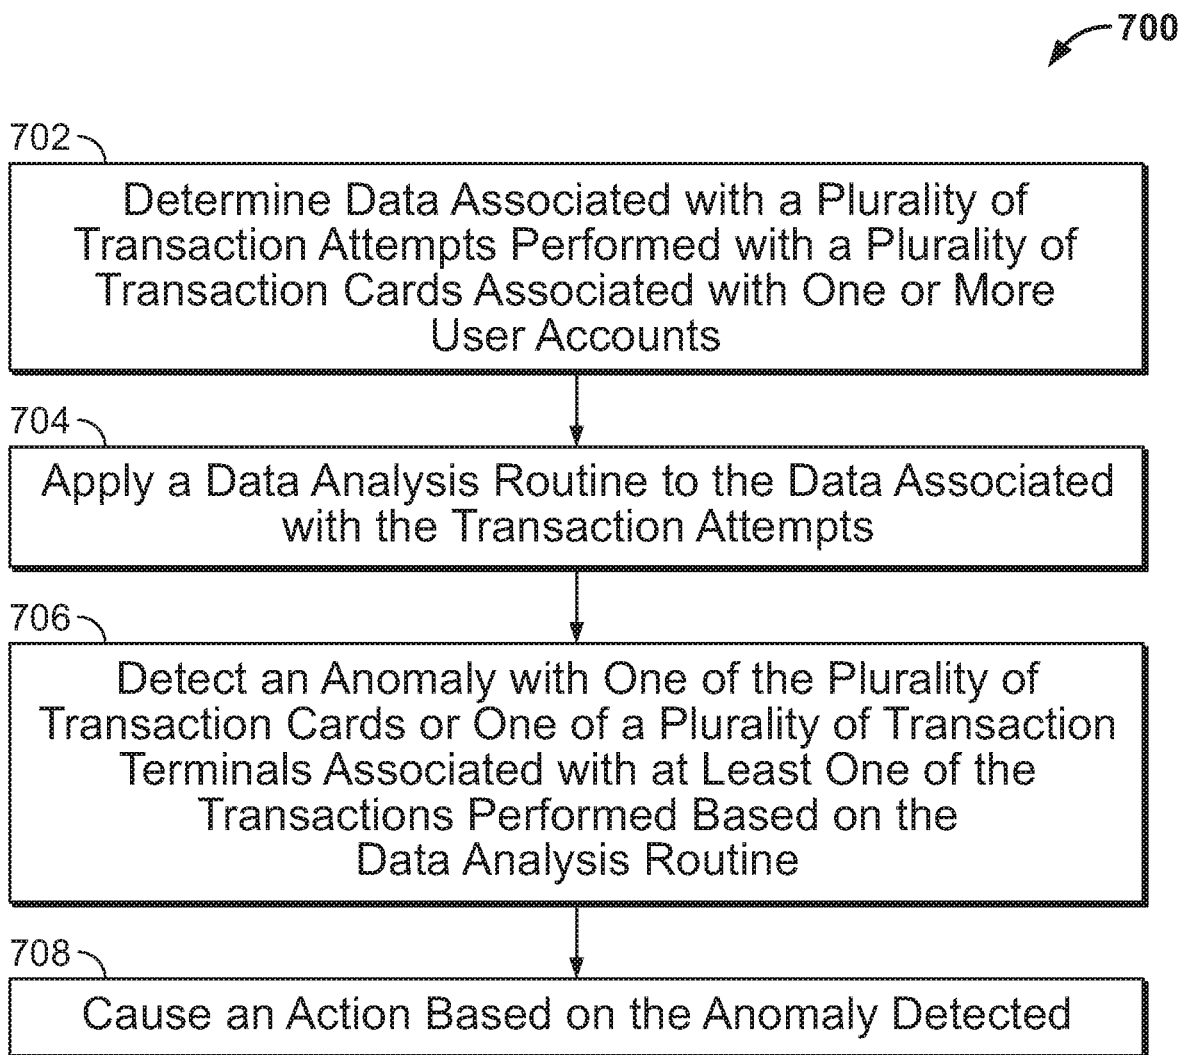 700
702
Determine Data Associated with a Plurality of
Transaction Attempts Performed with a Plurality of
Transaction Cards Associated with One or More
User Accounts
704
Apply a Data Analysis Routine to the Data Associated
with the Transaction Attempts
706
Detect an Anomaly with One of the Plurality of
Transaction Cards or One of a Plurality of Transaction
Terminals Associated with at Least One of the
Transactions Performed Based on the
Data Analysis Routine
708
Cause an Action Based on the Anomaly Detected